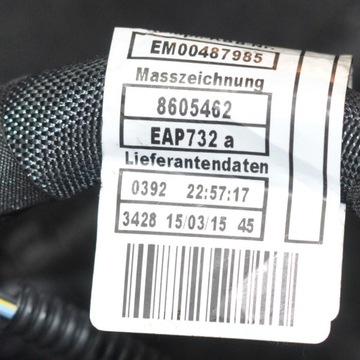 EM00487985
Masszeichnung
8605462
EAP732 a
Lieferantendaten
0392 22:57:17
3428 15/03/15 45